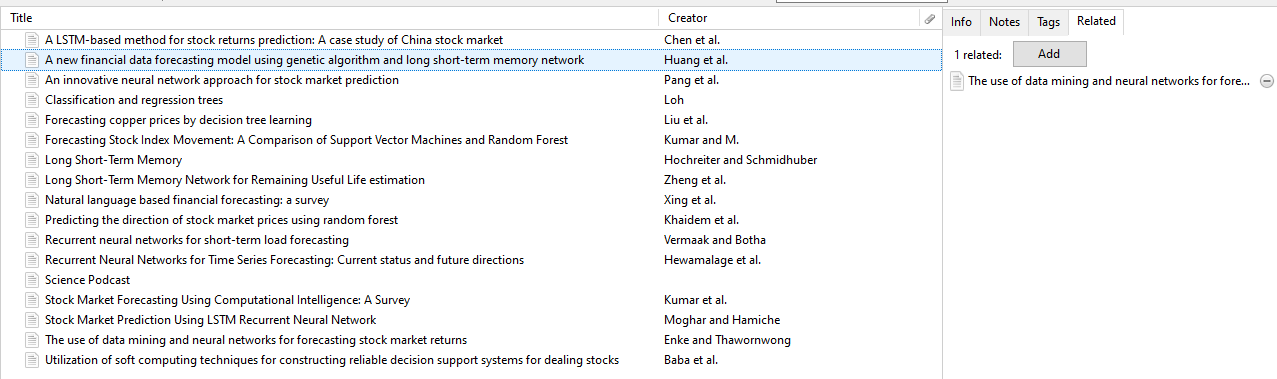 Title Creator
A LSTM-based method for stock returns prediction: A case study of China stock market Chen et al.
A new financial data forecasting model using genetic algorithm and long short-term memory network Huang et al.
An innovative neural network approach for stock market prediction Pang et al.
Classification and regression trees Loh
Forecasting copper prices by decision tree learning Liu et al.
Forecasting Stock Index Movement: A Comparison of Support Vector Machines and Random Forest Kumar and M.
Long Short-Term Memory Hochreiter and Schmidhuber
Long Short-Term Memory Network for Remaining Useful Life estimation Zheng et al.
Natural language based financial forecasting: a survey Xing et al.
Predicting the direction of stock market prices using random forest Khaidem et al.
Recurrent neural networks for short-term load forecasting Vermaak and Botha
Recurrent Neural Networks for Time Series Forecasting: Current status and future directions Hewamalage et al.
Science Podcast
Stock Market Forecasting Using Computational Intelligence: A Survey Kumar et al.
Stock Market Prediction Using LSTM Recurrent Neural Network Moghar and Hamiche
The use of data mining and neural networks for forecasting stock market returns Enke and Thawornwong
Utilization of soft computing techniques for constructing reliable decision support systems for dealing stocks Baba et al.
Info Notes Tags Related
1 related: Add
The use of data mining and neural networks for fore...